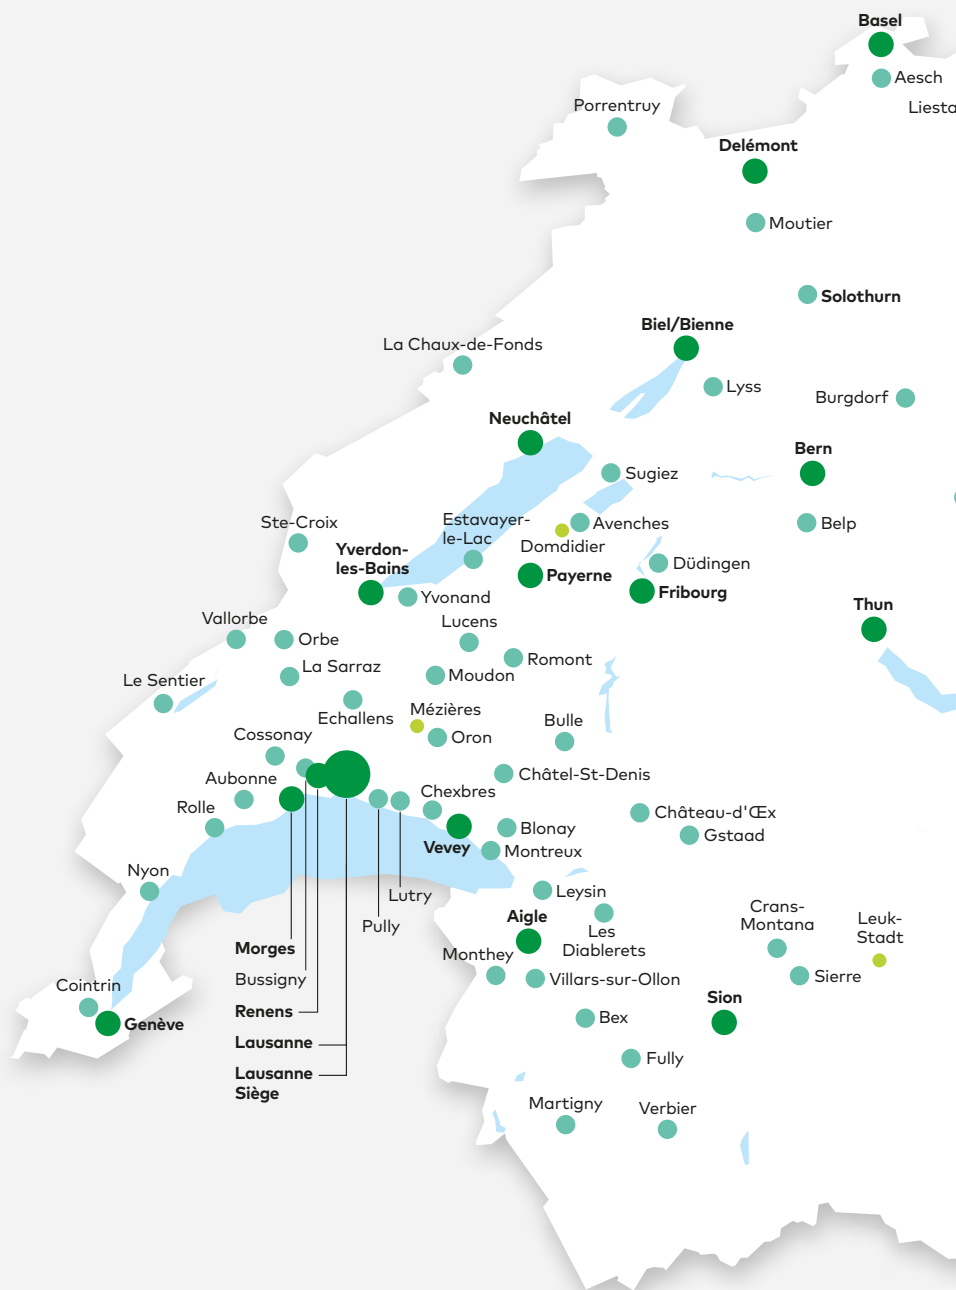 Basel
Aesch
Liesta
Porrentruy
Delémont
Moutier
Solothurn
Biel/Bienne
La Chaux-de-Fonds
Lyss
Burgdorf
Neuchâtel
Bern
Sugiez
Ste-Croix
Estavayer-
le-Lac
Avenches
Belp
Domdidier
Yverdon-
les-Bains
Payerne
Düdingen
Fribourg
Yvonand
Thun
Vallorbe
Orbe
Lucens
Romont
La Sarraz
Moudon
Le Sentier
Echallens
Mézières
Oron
Bulle
Cossonay
Aubonne
Châtel-St-Denis
Chexbres
Rolle
Château-d'Œx
Gstaad
Blonay
Vevey
Montreux
Nyon
Lutry
Leysin
Pully
Aigle
Les
Diablerets
Crans-
Montana
Leuk-
Stadt
Morges
Monthey
Bussigny
Villars-sur-Ollon
Sierre
Cointrin
Genève
Renens
Sion
Bex
Lausanne
Fully
Lausanne
Siège
Martigny
Verbier